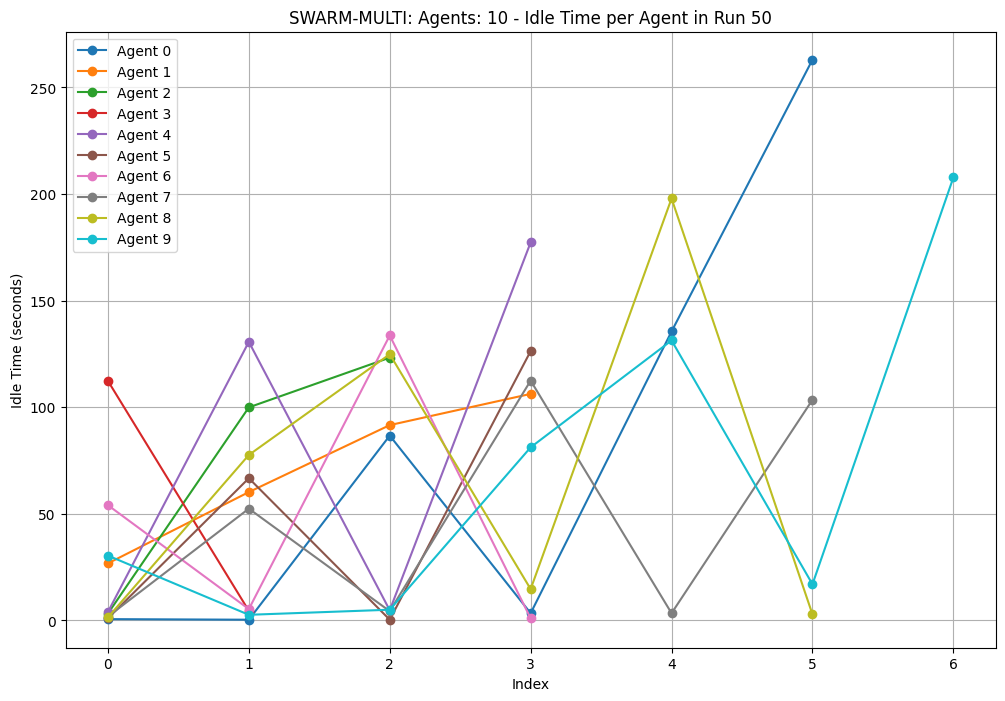 SWARM-MULTI: Agents: 10 - Idle Time per Agent in Run 50
Agent 0
Agent 1
Agent 2
Agent 3
Agent 4
Agent 5
Agent 6
Agent 7
Agent 8
Agent 9
Idle Time (seconds)
250
200
150
100
50
0
0 1 2 3 4 5 6
Index